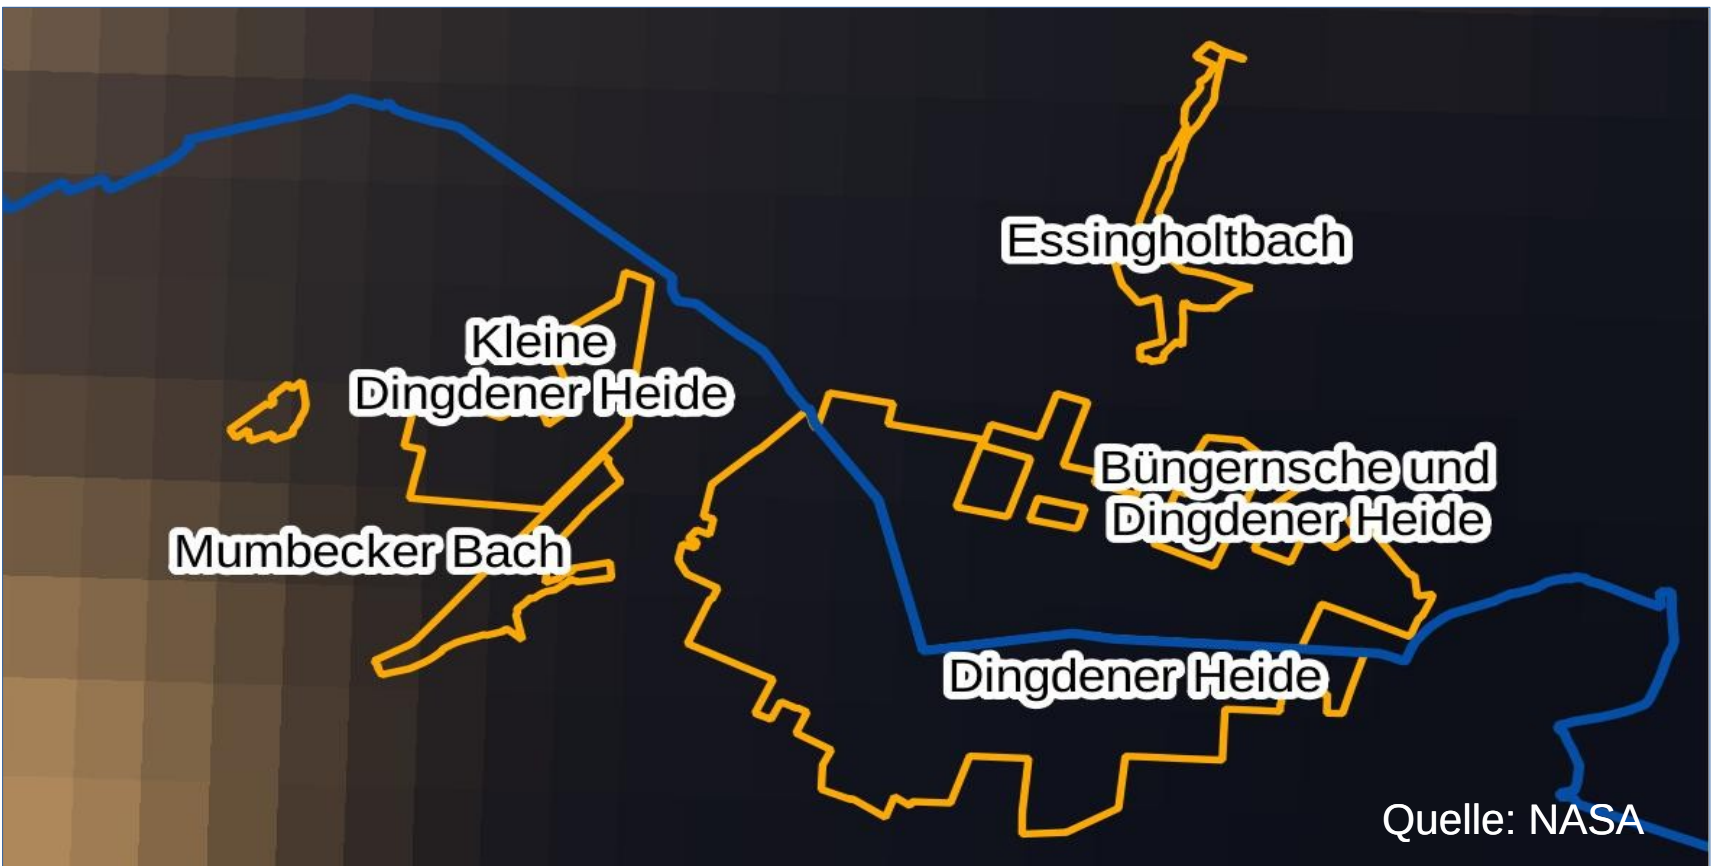 Essingholtbach
Kleine
Dingdener Heide
Büngernsche und
Dingdener Heide
Mumbecker Bach
Dingdener Heide
Quelle: NASA